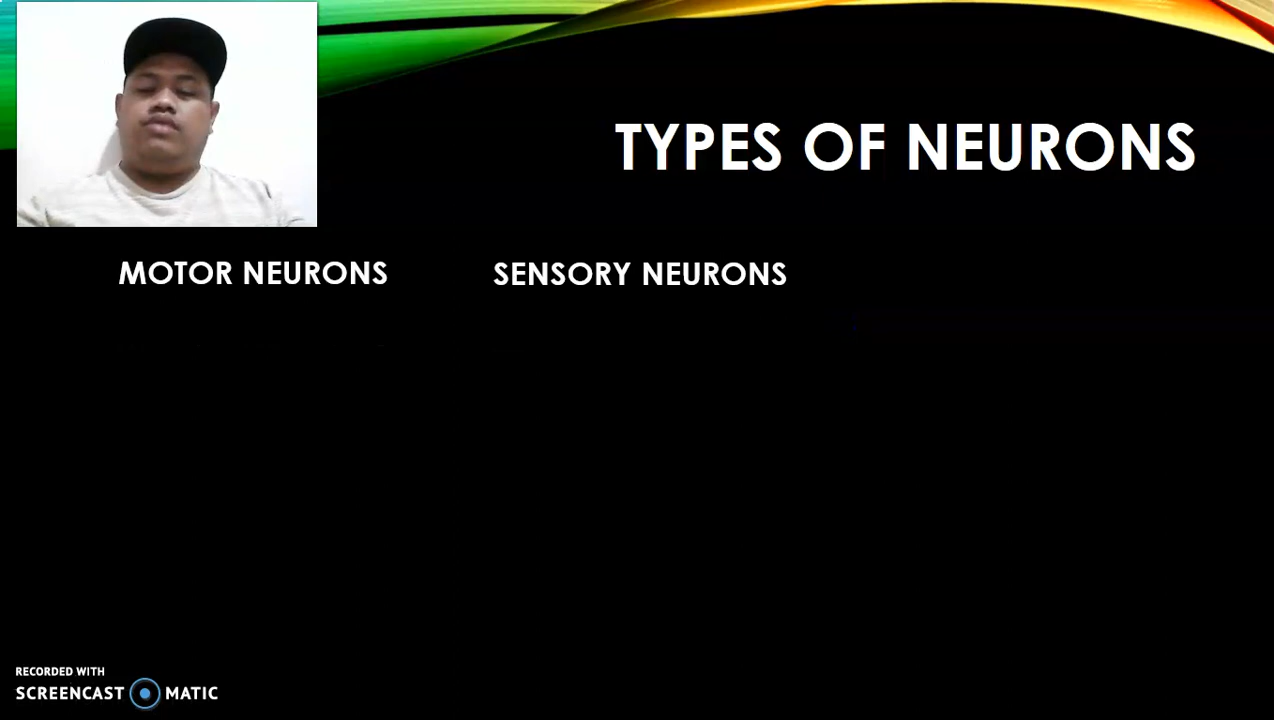 TYPES OF NEURONS
MOTOR NEURONS
SENSORY NEURONS
RECORDED WITH
SCREENCAST MATIC